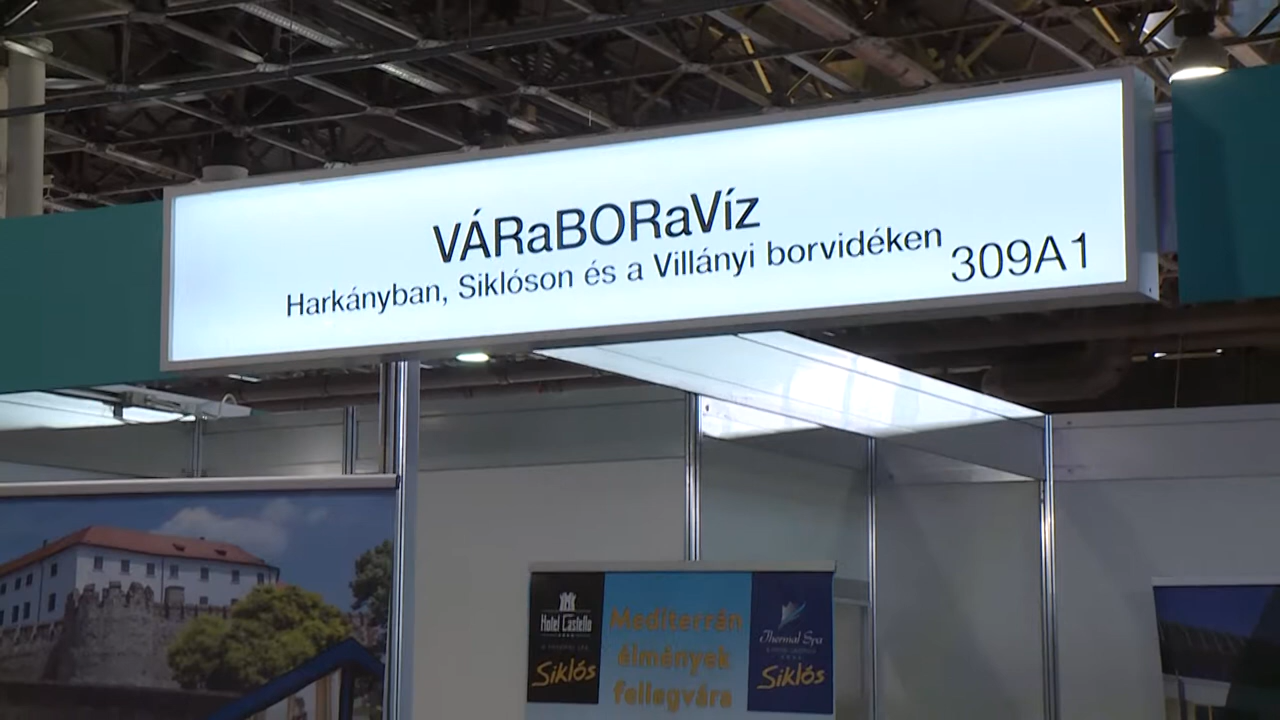 VÁRaBORaVíz
Harkányban, Siklóson és a Villányi borvidéken
309A1
Hotel Castello
Siklós
Mediterrán
élmények
fellegvára
Thermal Spa
Siklós